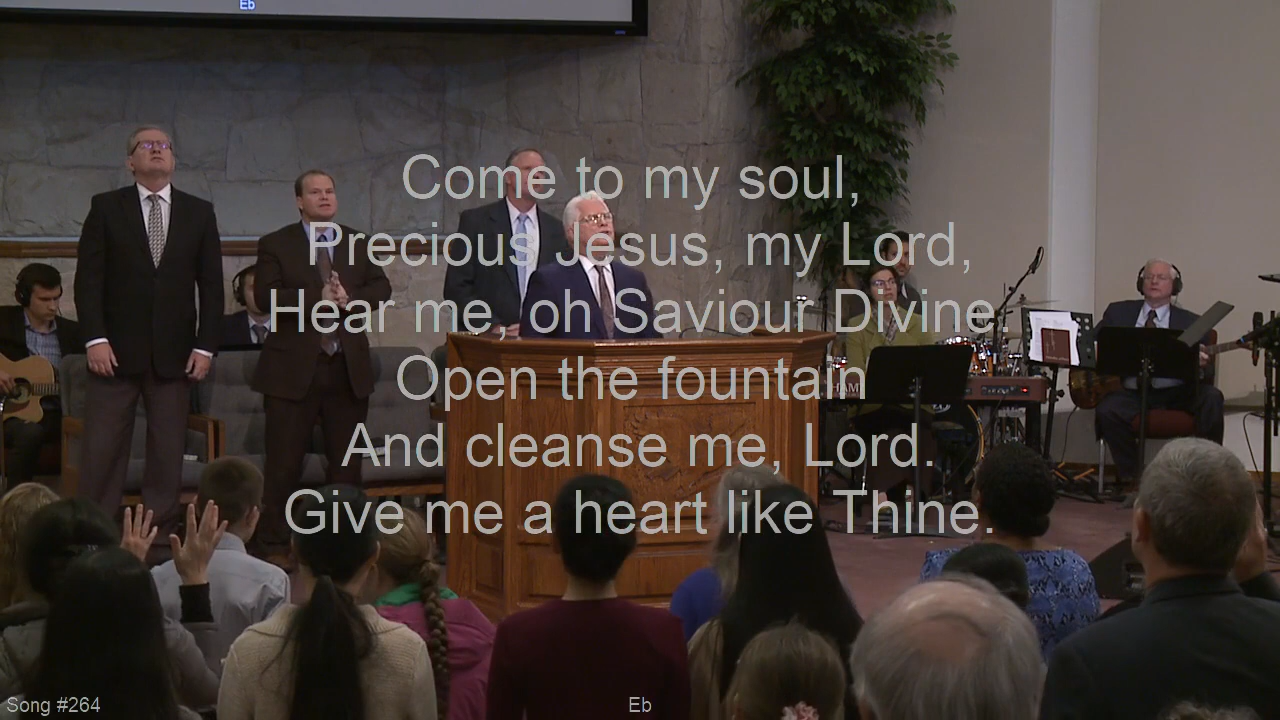 Eb
Come to my soul,
Precious Jesus, my Lord,
Hear me, oh Saviour Divine.
Open the fountain
And cleanse me, Lord.
Give me a heart like Thine.
Song #264
Eb